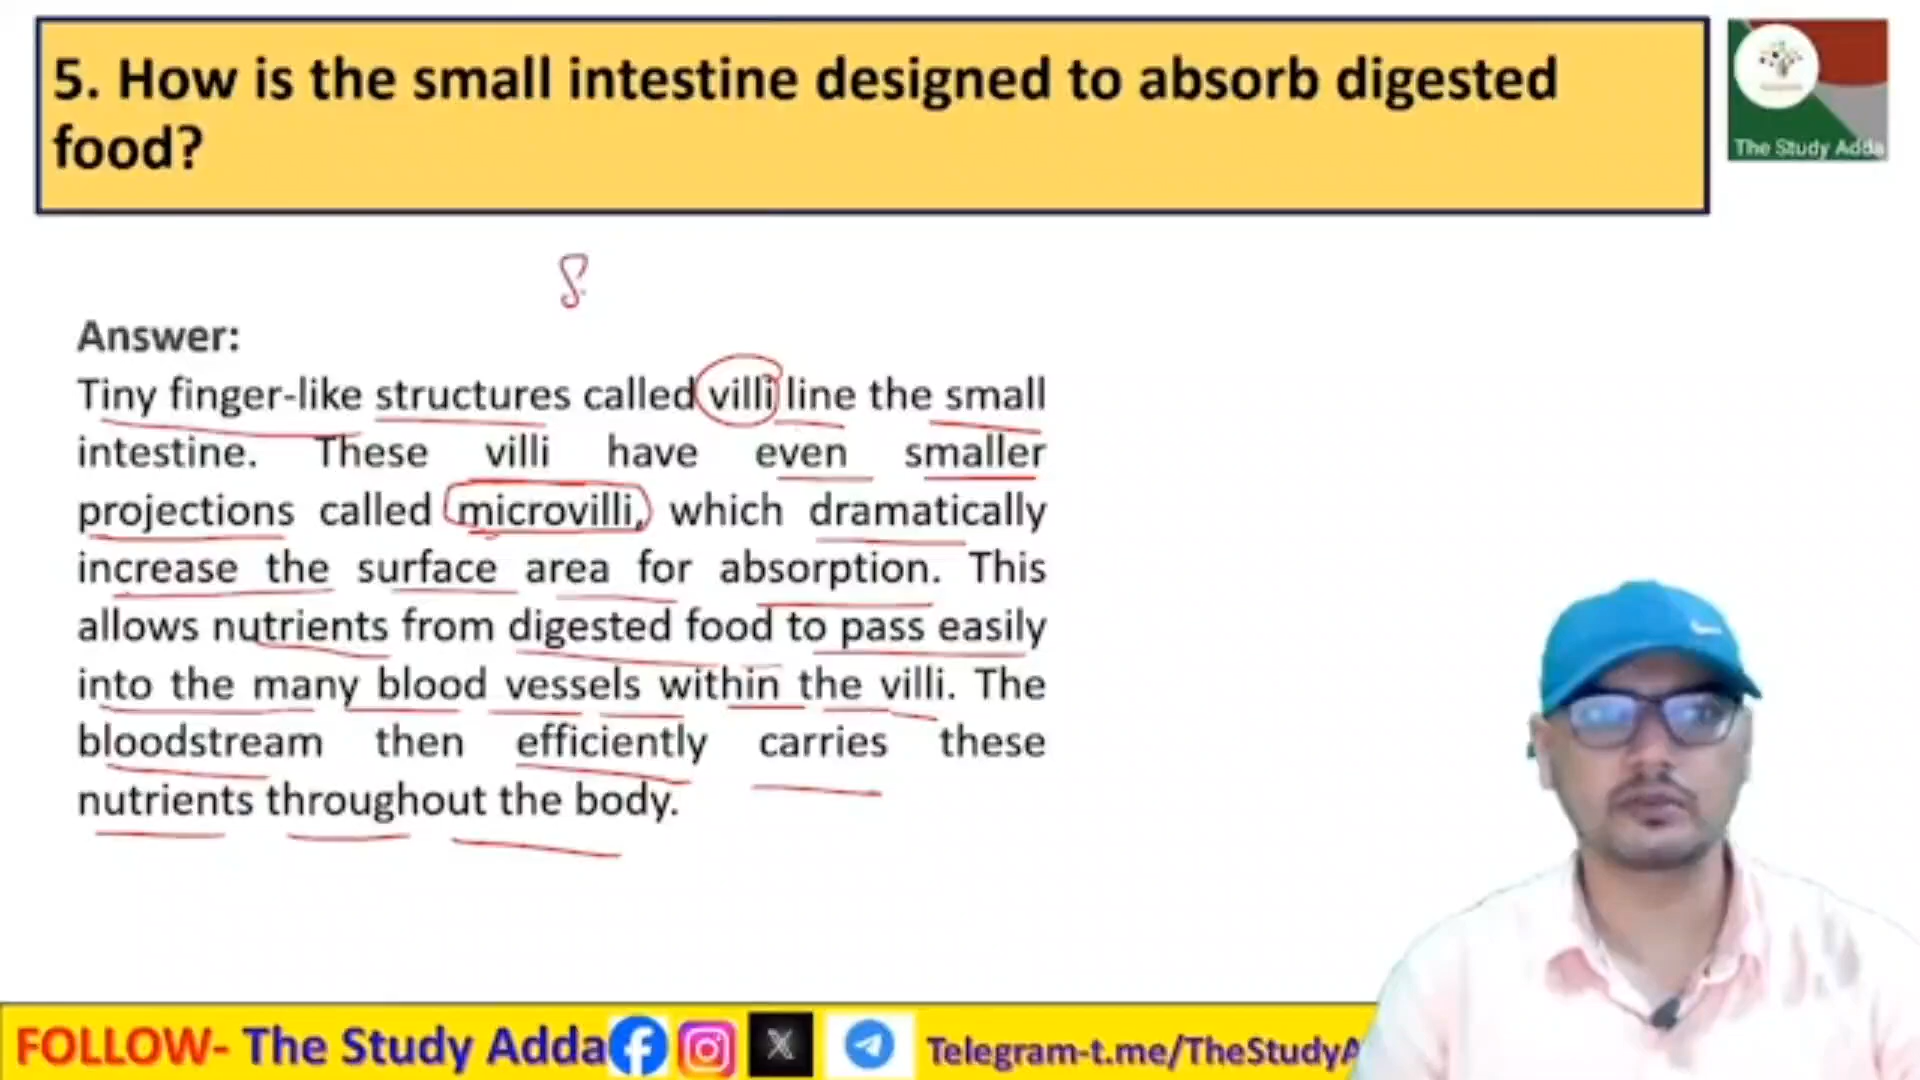 5. How is the small intestine designed to absorb digested
food?
The Study Adda
S
Answer:
Tiny finger-like structures called villi line the small
intestine. These villi have even smaller
projections called microvilli, which dramatically
increase the surface area for absorption. This
allows nutrients from digested food to pass easily
into the many blood vessels within the villi. The
bloodstream then efficiently carries these
nutrients throughout the body.
FOLLOW- The Study Adda
Telegram-t.me/TheStudyA